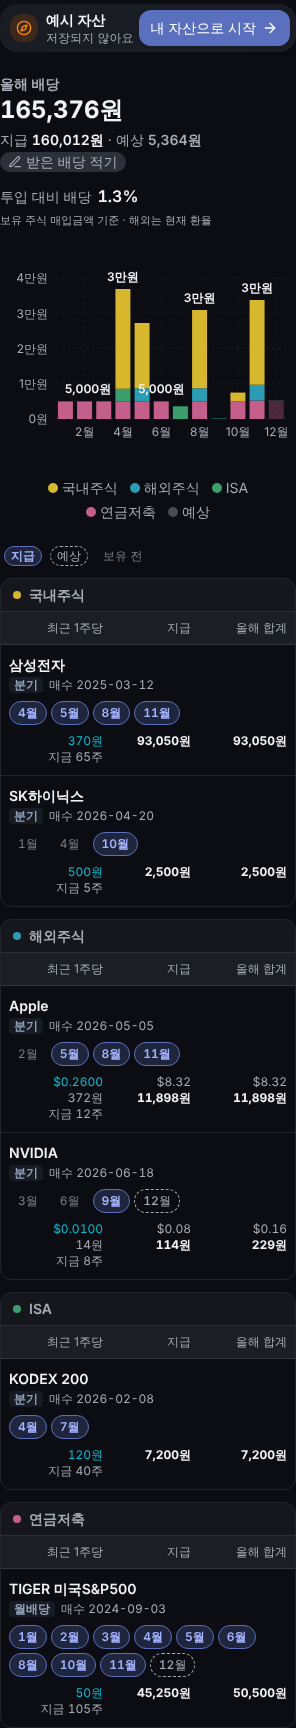 예시 자산
저장되지 않아요
내 자산으로 시작 →
올해 배당
165,376원
지급 160,012원 · 예상 5,364원
받은 배당 적기
투입 대비 배당 1.3%
보유 주식 매입금액 기준 · 해외는 현재 환율
4만원
3만원
2만원
1만원
0원
3만원
3만원
3만원
5,000원
5,000원
2월 4월 6월 8월 10월 12월
국내주식 해외주식 ISA
연금저축 예상
지급 예상 보유 전
국내주식
최근 1주당 지급 올해 합계
삼성전자
분기 매수 2025-03-12
4월 5월 8월 11월
370원 93,050원 93,050원
지금 65주
SK하이닉스
분기 매수 2026-04-20
1월 4월 10월
500원 2,500원 2,500원
지금 5주
해외주식
최근 1주당 지급 올해 합계
Apple
분기 매수 2026-05-05
2월 5월 8월 11월
$0.2600 $8.32 $8.32
372원 11,898원 11,898원
지금 12주
NVIDIA
분기 매수 2026-06-18
3월 6월 9월 12월
$0.0100 $0.08 $0.16
14원 114원 229원
지금 8주
ISA
최근 1주당 지급 올해 합계
KODEX 200
분기 매수 2026-02-08
4월 7월
120원 7,200원 7,200원
지금 40주
연금저축
최근 1주당 지급 올해 합계
TIGER 미국S&P500
월배당 매수 2024-09-03
1월 2월 3월 4월 5월 6월
8월 10월 11월 12월
50원 45,250원 50,500원
지금 105주